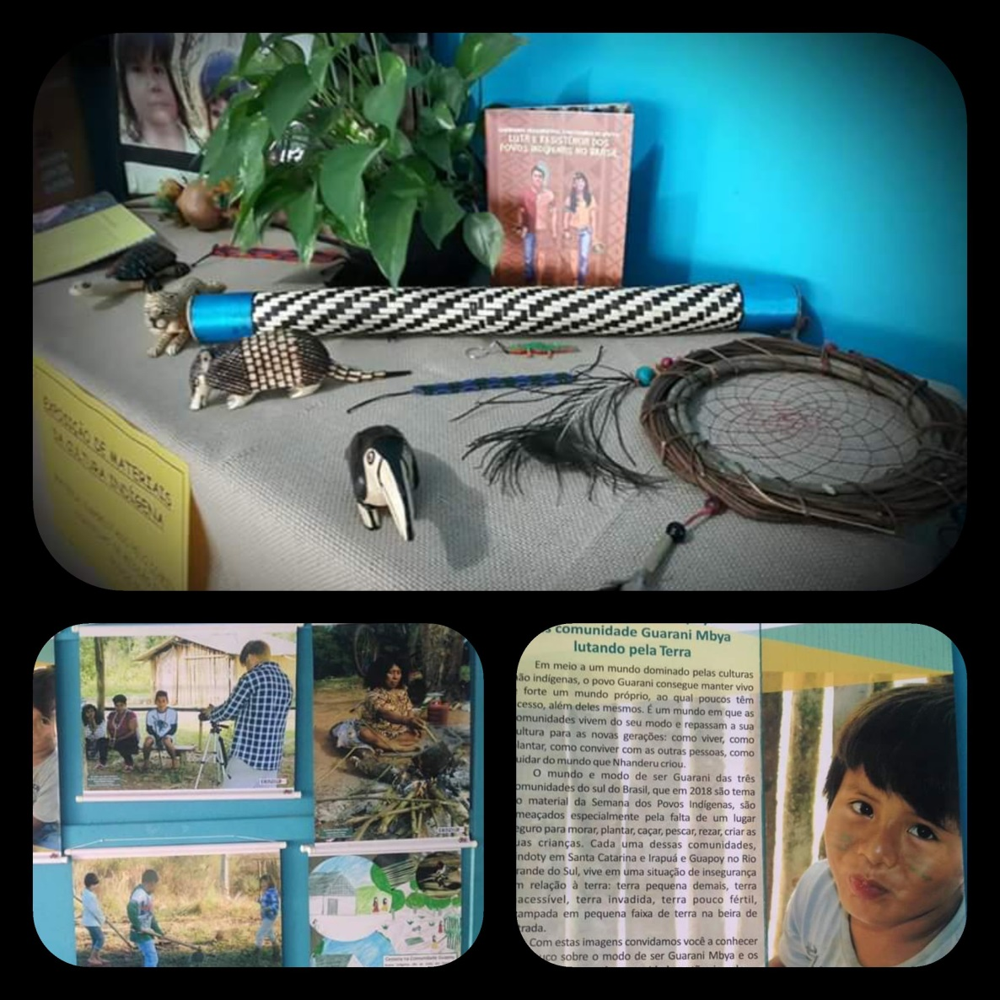 LUTA E RESISTÊNCIA DOS
POVOS INDÍGENAS NO BRASIL
EXPOSIÇÃO DE MATERIAIS
DA CULTURA INDÍGENA
comunidade Guarani Mbya
lutando pela Terra
Em meio a um mundo dominado pelas culturas
ão indígenas, o povo Guarani consegue manter vivo
forte um mundo próprio, ao qual poucos têm
cesso, além deles mesmos. É um mundo em que as
omunidades vivem do seu modo e repassam a sua
ultura para as novas gerações: como viver, como
lantar, como conviver com as outras pessoas, como
uidar do mundo que Nhanderu criou.
O mundo e modo de ser Guarani das três
omunidades do sul do Brasil, que em 2018 são tema
o material da Semana dos Povos Indígenas, são
meaçados especialmente pela falta de um lugar
eguro para morar, plantar, caçar, pescar, rezar, criar as
uas crianças. Cada uma dessas comunidades,
ndoty em Santa Catarina e Irapuá e Guapoy no Rio
rande do Sul, vive em uma situação de insegurança
m relação à terra: terra pequena demais, terra
acessível, terra invadida, terra pouco fértil,
ampada em pequena faixa de terra na beira de
trada.
Com estas imagens convidamos você a conhecer
uco sobre o modo de ser Guarani Mbya e os